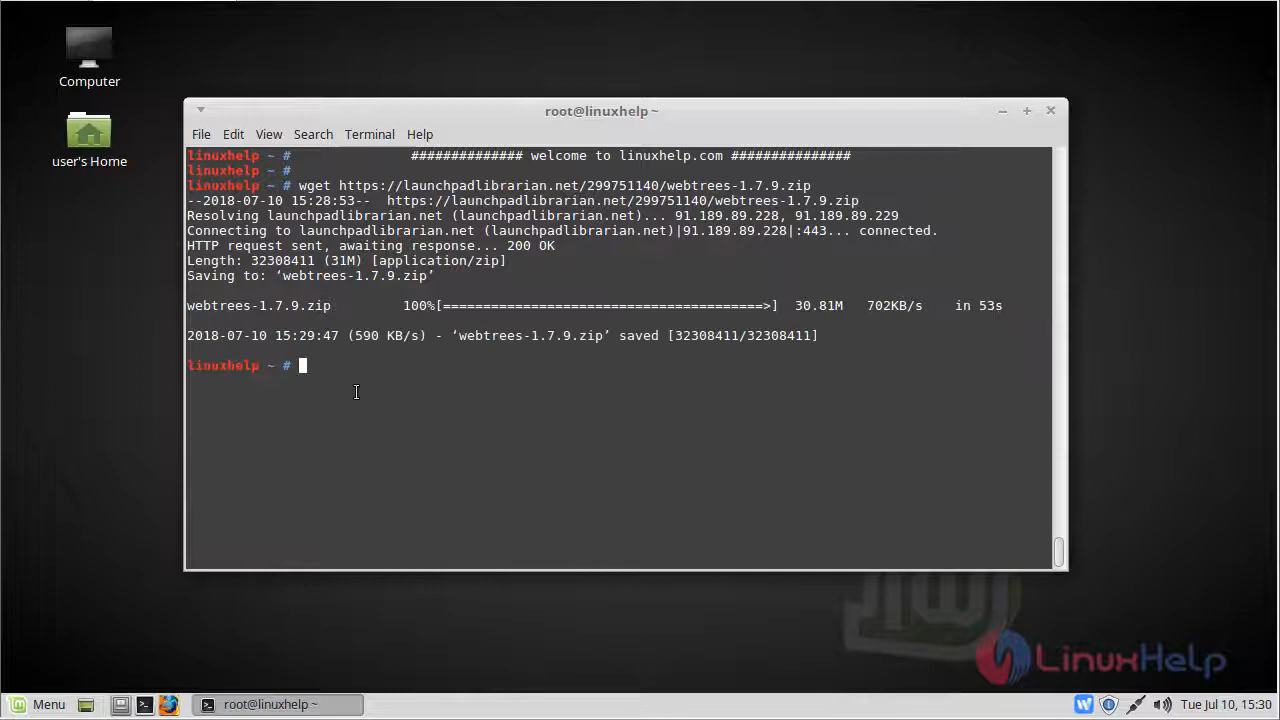 Computer
user's Home
root@linuxhelp ~
File Edit View Search Terminal Help
linuxhelp ~ # ############## welcome to linuxhelp.com ###############
linuxhelp ~ #
linuxhelp ~ # wget https://launchpadlibrarian.net/299751140/webtrees-1.7.9.zip
--2018-07-10 15:28:53-- https://launchpadlibrarian.net/299751140/webtrees-1.7.9.zip
Resolving launchpadlibrarian.net (launchpadlibrarian.net)... 91.189.89.228, 91.189.89.229
Connecting to launchpadlibrarian.net (launchpadlibrarian.net)|91.189.89.228|:443... connected.
HTTP request sent, awaiting response... 200 OK
Length: 32308411 (31M) [application/zip]
Saving to: ‘webtrees-1.7.9.zip’
webtrees-1.7.9.zip 100%[========================================>] 30.81M 702KB/s in 53s
2018-07-10 15:29:47 (590 KB/s) - ‘webtrees-1.7.9.zip’ saved [32308411/32308411]
linuxhelp ~ #
LinuxHelp
Menu root@linuxhelp ~ Tue Jul 10, 15:30